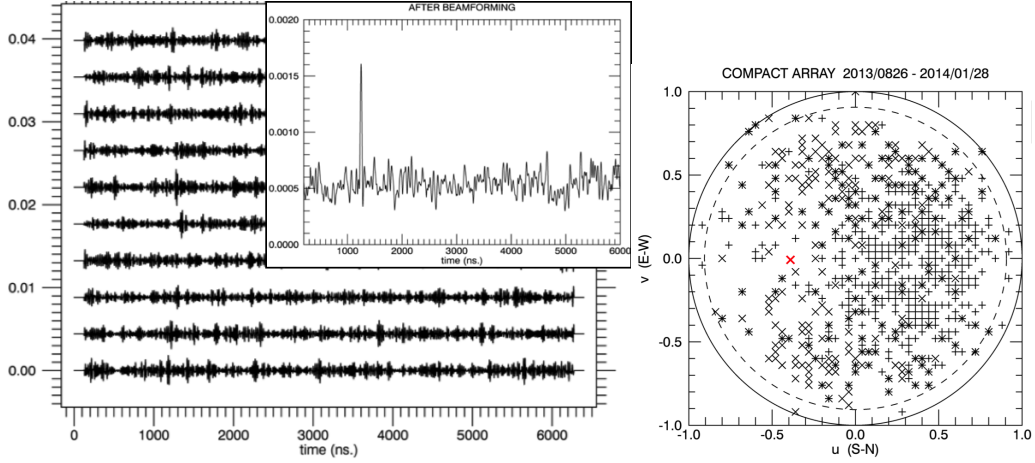 AFTER BEAMFORMING
0.0020
0.0015
0.0010
0.0005
0.0000
1000 2000 3000 4000 5000 6000
time (ns.)
0.04
0.03
0.02
0.01
0.00
0 1000 2000 3000 4000 5000 6000
time (ns.)
COMPACT ARRAY 2013/0826 - 2014/01/28
1.0
0.5
0.0
-0.5
-1.0
v (E-W)
-1.0 -0.5 0.0 0.5 1.0
u (S-N)